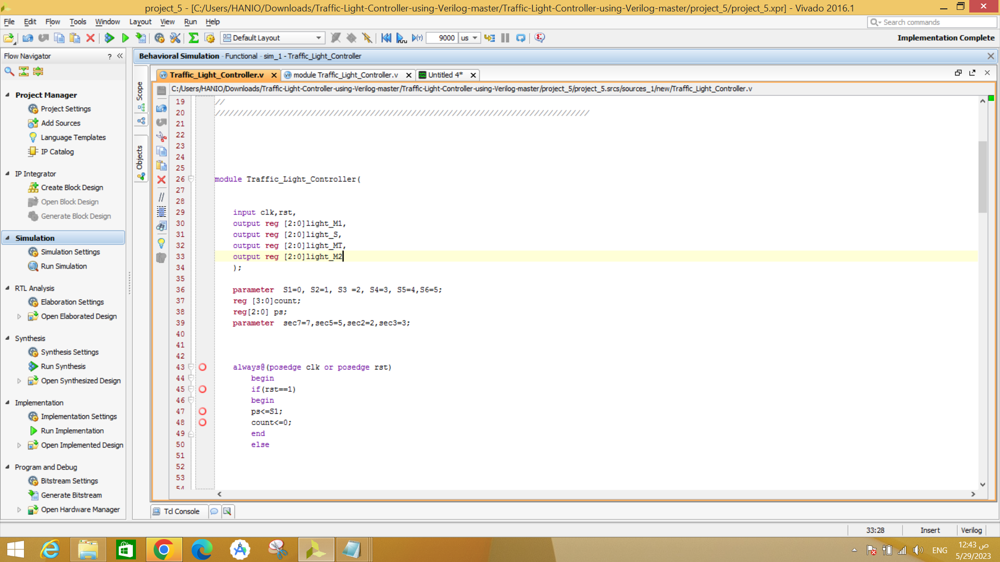 project_5 - [C:/Users/HANIO/Downloads/Traffic-Light-Controller-using-Verilog-master/Traffic-Light-Controller-using-Verilog-master/project_5/project_5.xpr] - Vivado 2016.1
File Edit Flow Tools Window Layout View Run Help
Search commands
Default Layout
9000 us
Implementation Complete
Flow Navigator ? «
Behavioral Simulation - Functional - sim_1 - Traffic_Light_Controller
Project Manager
Project Settings
Add Sources
Language Templates
IP Catalog
IP Integrator
Create Block Design
Open Block Design
Generate Block Design
Simulation
Simulation Settings
Run Simulation
RTL Analysis
Elaboration Settings
Open Elaborated Design
Synthesis
Synthesis Settings
Run Synthesis
Open Synthesized Design
Implementation
Implementation Settings
Run Implementation
Open Implemented Design
Program and Debug
Bitstream Settings
Generate Bitstream
Open Hardware Manager
Scope
Objects
Traffic_Light_Controller.v
module Traffic_Light_Controller.v
Untitled 4*
C:/Users/HANIO/Downloads/Traffic-Light-Controller-using-Verilog-master/Traffic-Light-Controller-using-Verilog-master/project_5/project_5.srcs/sources_1/new/Traffic_Light_Controller.v
19 //
20 //////////////////////////////////////////////////////////////////////////////////
21
22
23
24
25
26 module Traffic_Light_Controller(
27
28
29 input clk,rst,
30 output reg [2:0]light_M1,
31 output reg [2:0]light_S,
32 output reg [2:0]light_MT,
33 output reg [2:0]light_M2
34 );
35
36 parameter S1=0, S2=1, S3 =2, S4=3, S5=4,S6=5;
37 reg [3:0]count;
38 reg[2:0] ps;
39 parameter sec7=7,sec5=5,sec2=2,sec3=3;
40
41
42
43 always@(posedge clk or posedge rst)
44 begin
45 if(rst==1)
46 begin
47 ps<=S1;
48 count<=0;
49 end
50 else
51
52
53
54
Tcl Console
33:28 Insert Verilog
ENG
12:43 ص
5/29/2023